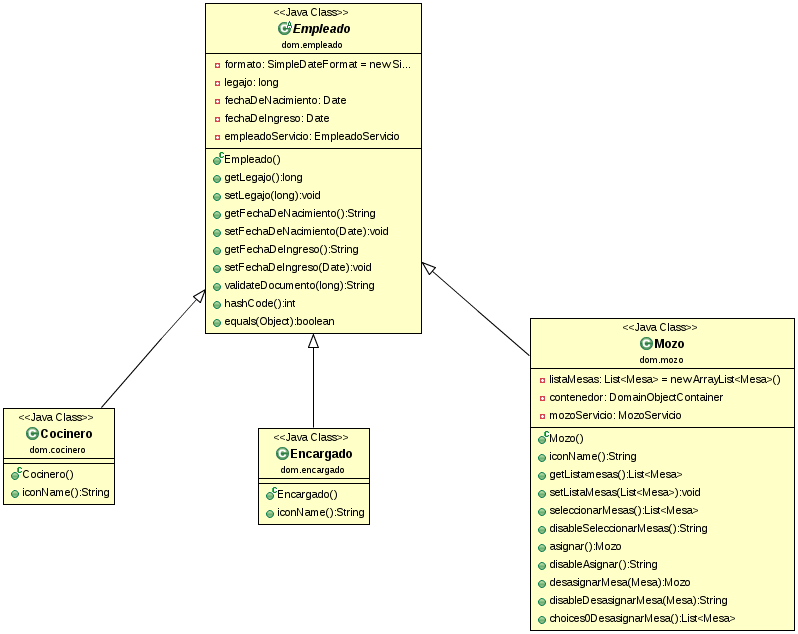 <<Java Class>>
Empleado
dom.empleado
formato: SimpleDateFormat = new Si...
legajo: long
fechaDeNacimiento: Date
fechaDeIngreso: Date
empleadoServicio: EmpleadoServicio
Empleado()
getLegajo():long
setLegajo(long):void
getFechaDeNacimiento():String
setFechaDeNacimiento(Date):void
getFechaDeIngreso():String
setFechaDeIngreso(Date):void
validateDocumento(long):String
hashCode():int
equals(Object):boolean
<<Java Class>>
Cocinero
dom.cocinero
Cocinero()
iconName():String
<<Java Class>>
Encargado
dom.encargado
Encargado()
iconName():String
<<Java Class>>
Mozo
dom.mozo
listaMesas: List<Mesa> = new ArrayList<Mesa>()
contenedor: DomainObjectContainer
mozoServicio: MozoServicio
Mozo()
iconName():String
getListamesas():List<Mesa>
setListaMesas(List<Mesa>):void
seleccionarMesas():List<Mesa>
disableSeleccionarMesas():String
asignar():Mozo
disableAsignar():String
desasignarMesa(Mesa):Mozo
disableDesasignarMesa(Mesa):String
choices0DesasignarMesa():List<Mesa>